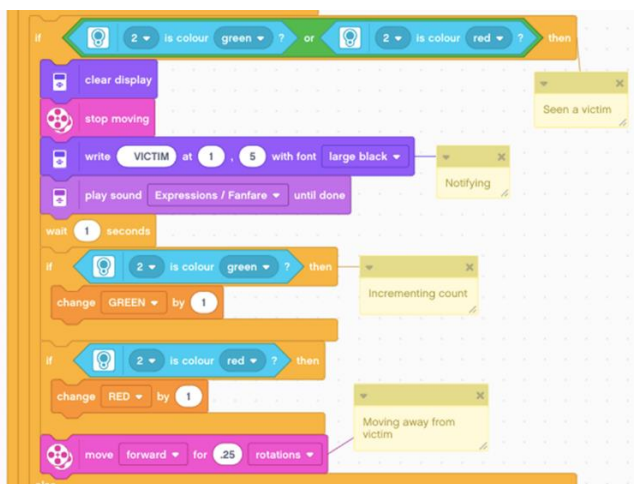 if 2 is colour green ? or 2 is colour red ? then
clear display
Seen a victim
stop moving
write VICTIM at 1 , 5 with font large black
Notifying
play sound Expressions / Fanfare until done
wait 1 seconds
if 2 is colour green ? then
Incrementing count
change GREEN by 1
if 2 is colour red ? then
change RED by 1
Moving away from
victim
move forward for .25 rotations
else